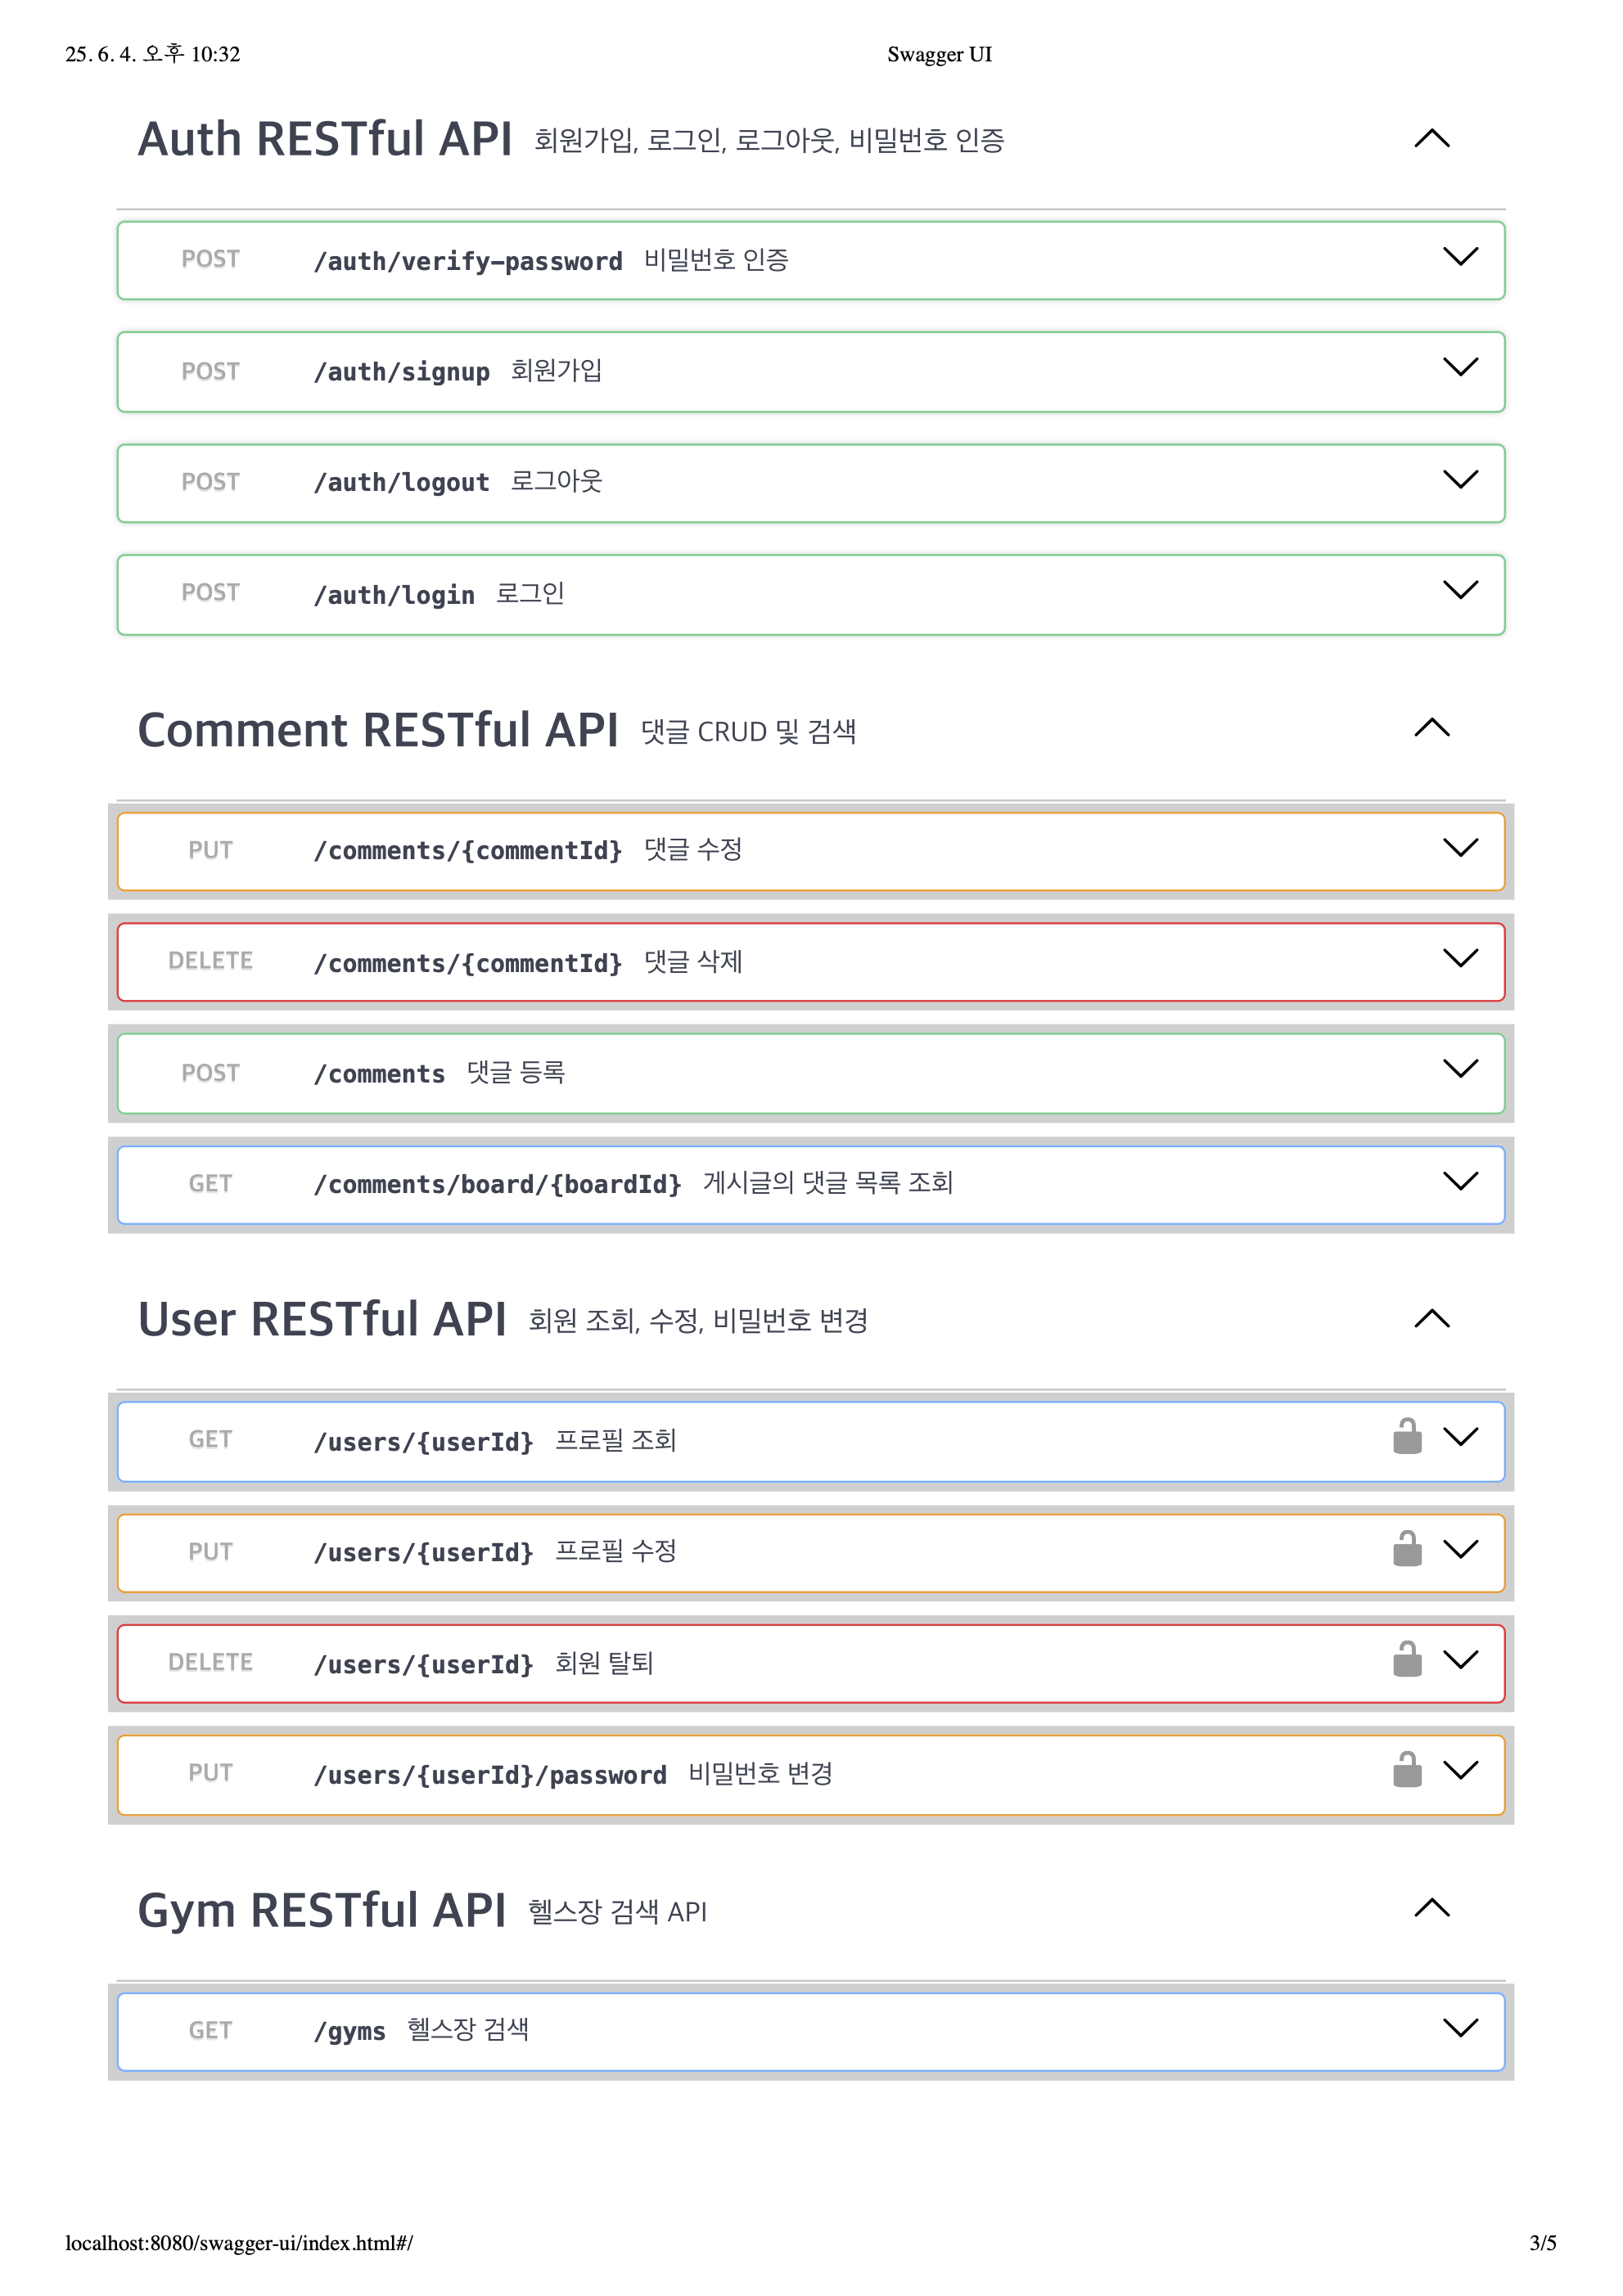 25. 6. 4. 오후 10:32 Swagger UI
Auth RESTful API 회원가입, 로그인, 로그아웃, 비밀번호 인증
POST /auth/verify-password 비밀번호 인증
POST /auth/signup 회원가입
POST /auth/logout 로그아웃
POST /auth/login 로그인
Comment RESTful API 댓글 CRUD 및 검색
PUT /comments/{commentId} 댓글 수정
DELETE /comments/{commentId} 댓글 삭제
POST /comments 댓글 등록
GET /comments/board/{boardId} 게시글의 댓글 목록 조회
User RESTful API 회원 조회, 수정, 비밀번호 변경
GET /users/{userId} 프로필 조회
PUT /users/{userId} 프로필 수정
DELETE /users/{userId} 회원 탈퇴
PUT /users/{userId}/password 비밀번호 변경
Gym RESTful API 헬스장 검색 API
GET /gyms 헬스장 검색
localhost:8080/swagger-ui/index.html#/ 3/5